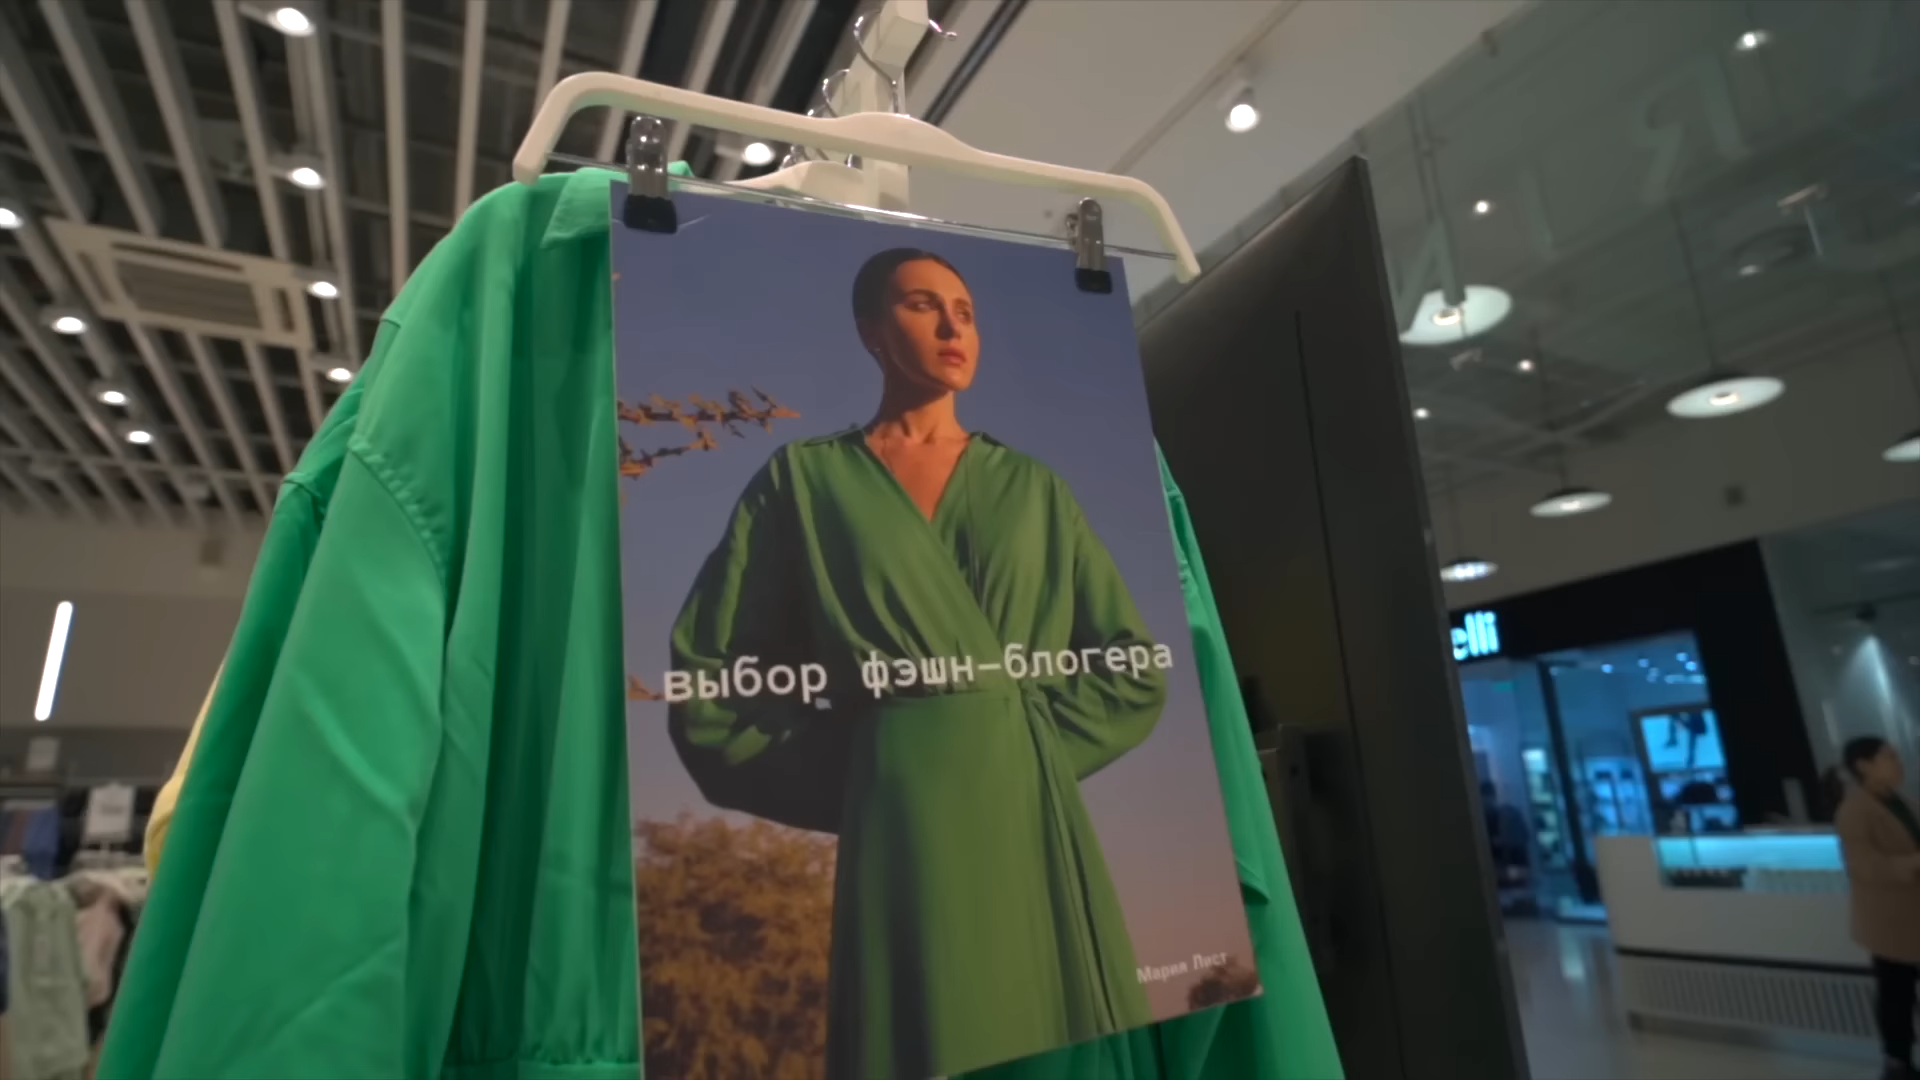 выбор фэшн-блогера
Мария Лист
elli